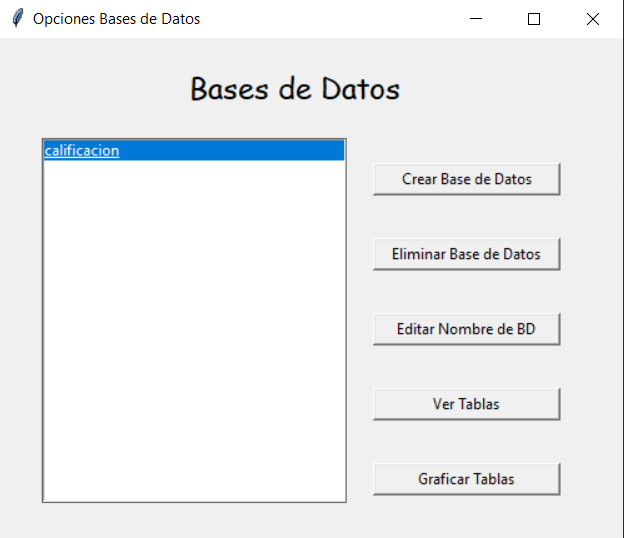 Opciones Bases de Datos
Bases de Datos
calificacion
Crear Base de Datos
Eliminar Base de Datos
Editar Nombre de BD
Ver Tablas
Graficar Tablas